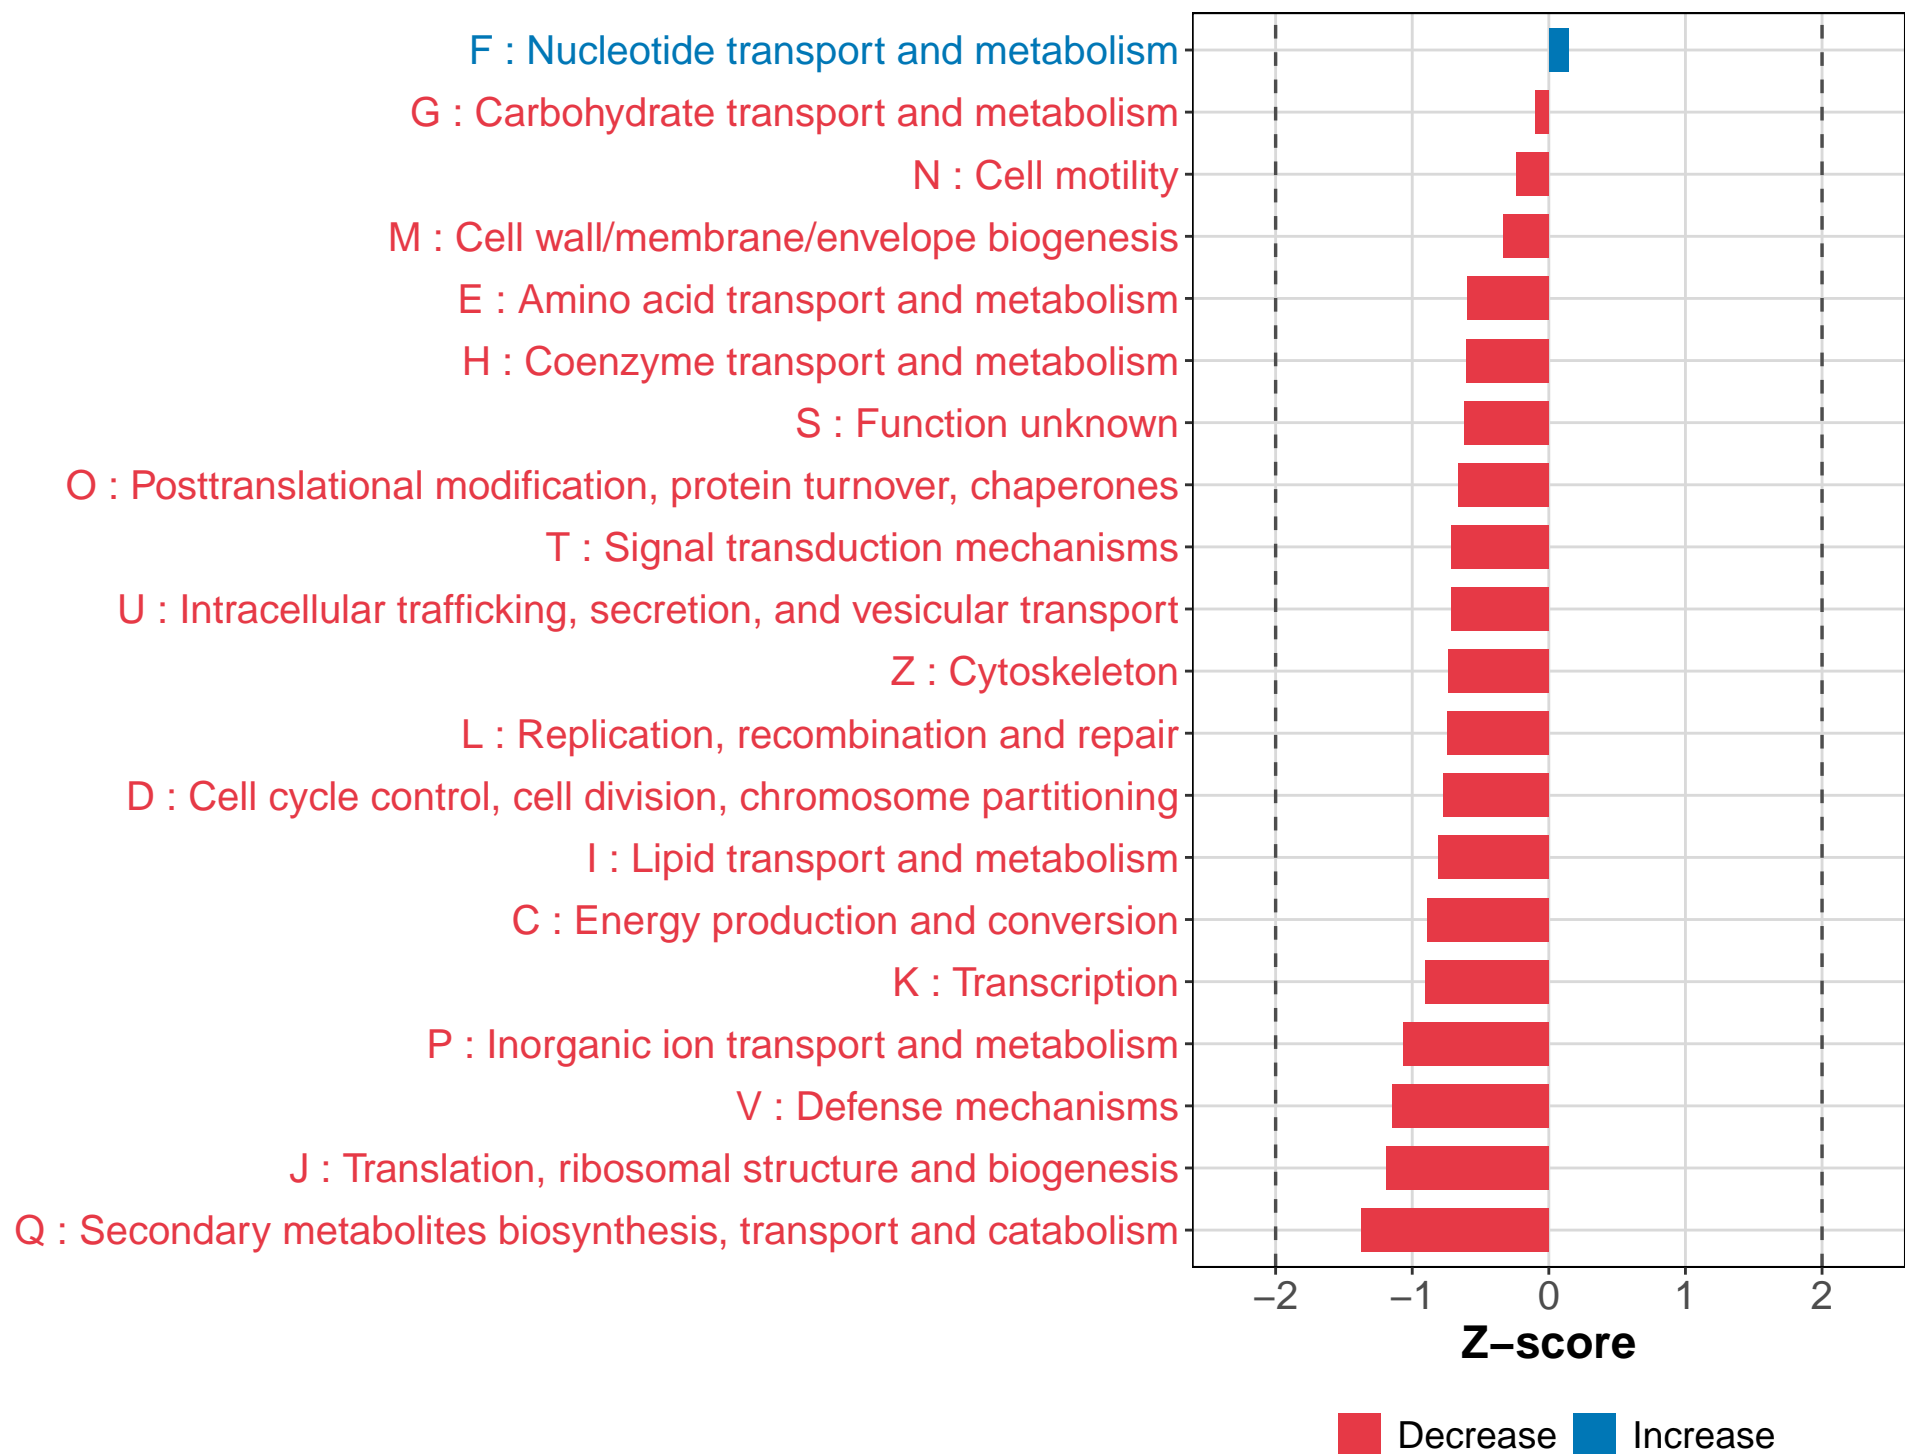 F : Nucleotide transport and metabolism
G : Carbohydrate transport and metabolism
N : Cell motility
M : Cell wall/membrane/envelope biogenesis
E : Amino acid transport and metabolism
H : Coenzyme transport and metabolism
S : Function unknown
O : Posttranslational modification, protein turnover, chaperones
T : Signal transduction mechanisms
U : Intracellular trafficking, secretion, and vesicular transport
Z : Cytoskeleton
L : Replication, recombination and repair
D : Cell cycle control, cell division, chromosome partitioning
I : Lipid transport and metabolism
C : Energy production and conversion
K : Transcription
P : Inorganic ion transport and metabolism
V : Defense mechanisms
J : Translation, ribosomal structure and biogenesis
Q : Secondary metabolites biosynthesis, transport and catabolism
−2 −1 0 1 2
Z−score
Decrease Increase